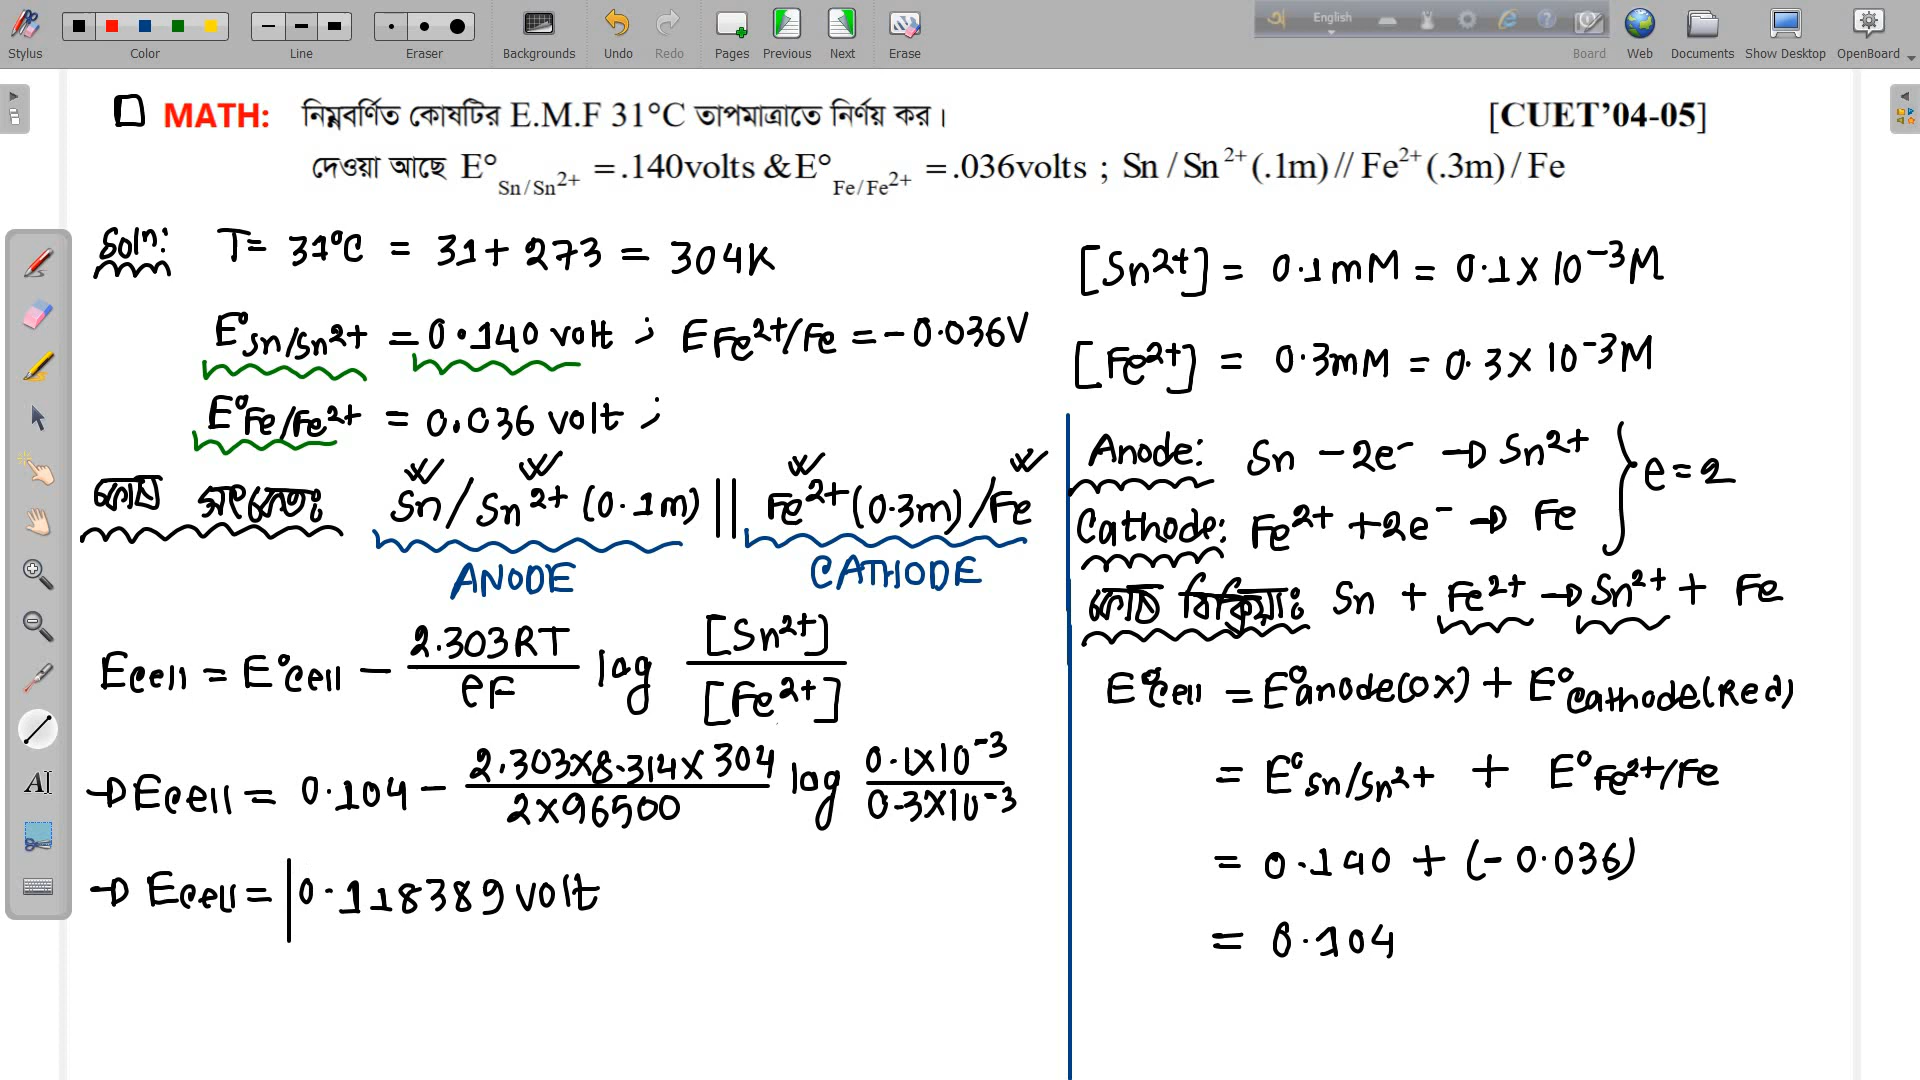 Stylus Color Line Eraser Backgrounds Undo Redo Pages Previous Next Erase English Board Web Documents Show Desktop OpenBoard
MATH: নিম্নবর্ণিত কোষটির E.M.F 31°C তাপমাত্রাতে নির্ণয় কর। [CUET’04-05]
দেওয়া আছে E°Sn/Sn²⁺ = .140volts & E°Fe/Fe²⁺ = .036volts ; Sn/Sn²⁺(.1m)//Fe²⁺(.3m)/Fe
Soln: T = 31°C = 31 + 273 = 304K
E°Sn/Sn²⁺ = 0.140 volt ; E Fe²⁺/Fe = -0.036V
E°Fe/Fe²⁺ = 0.036 volt ;
কোষ সংকেতঃ Sn/Sn²⁺(0.1m) || Fe²⁺(0.3m)/Fe
ANODE CATHODE
Ecell = E°cell - 2.303RT/eF log [Sn²⁺]/[Fe²⁺]
→ Ecell = 0.104 - 2.303×8.314×304/2×96500 log 0.1×10⁻³/0.3×10⁻³
→ Ecell = 0.118389 volt
[Sn²⁺] = 0.1mM = 0.1×10⁻³M
[Fe²⁺] = 0.3mM = 0.3×10⁻³M
Anode: Sn - 2e⁻ → Sn²⁺
Cathode: Fe²⁺ + 2e⁻ → Fe } e = 2
কোষ বিক্রিয়াঃ Sn + Fe²⁺ → Sn²⁺ + Fe
E°cell = E°anode(ox) + E°cathode(Red)
= E°Sn/Sn²⁺ + E°Fe²⁺/Fe
= 0.140 + (-0.036)
= 0.104